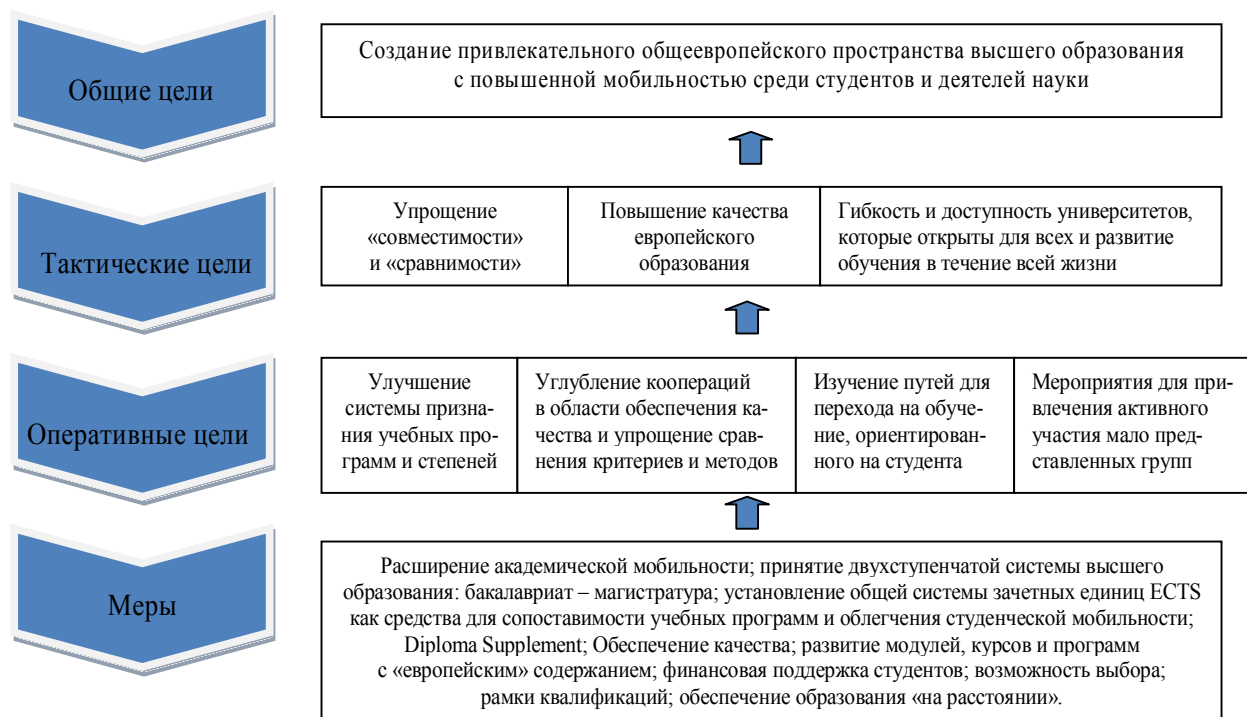 Общие цели
Создание привлекательного общеевропейского пространства высшего образования
с повышенной мобильностью среди студентов и деятелей науки
Тактические цели
Упрощение
«совместимости»
и «сравнимости»
Повышение качества
европейского
образования
Гибкость и доступность университетов,
которые открыты для всех и развитие
обучения в течение всей жизни
Оперативные цели
Улучшение
системы призна-
ния учебных про-
грамм и степеней
Углубление коопераций
в области обеспечения ка-
чества и упрощение срав-
нения критериев и методов
Изучение путей для
перехода на обуче-
ние, ориентирован-
ного на студента
Мероприятия для при-
влечения активного
участия мало пред-
ставленных групп
Меры
Расширение академической мобильности; принятие двухступенчатой системы высшего
образования: бакалавриат – магистратура; установление общей системы зачетных единиц ECTS
как средства для сопоставимости учебных программ и облегчения студенческой мобильности;
Diploma Supplement; Обеспечение качества; развитие модулей, курсов и программ
с «европейским» содержанием; финансовая поддержка студентов; возможность выбора;
рамки квалификаций; обеспечение образования «на расстоянии».